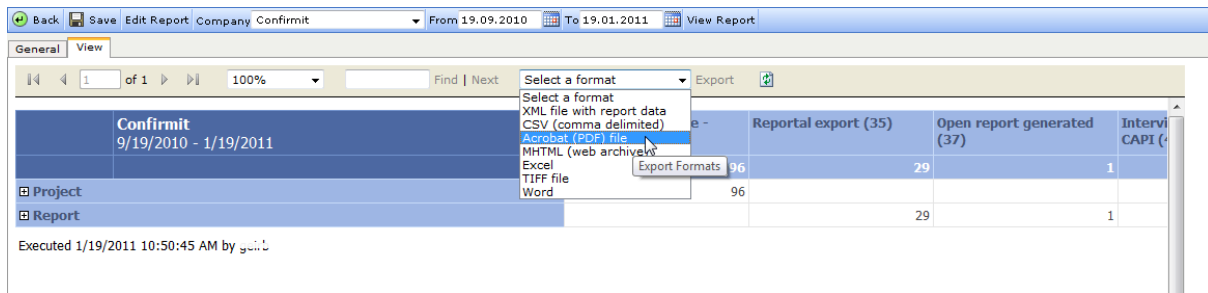 Back Save Edit Report Company Confirmit From 19.09.2010 To 19.01.2011 View Report
General View
1 of 1 100% Find | Next Select a format Export
Select a format
XML file with report data
CSV (comma delimited)
Acrobat (PDF) file
MHTML (web archive)
Excel
TIFF file
Word
Export Formats
Confirmit
9/19/2010 - 1/19/2011
e - Reportal export (35) Open report generated
(37)
Intervi
CAPI (
96 29 1
Project 96
Report 29 1
Executed 1/19/2011 10:50:45 AM by